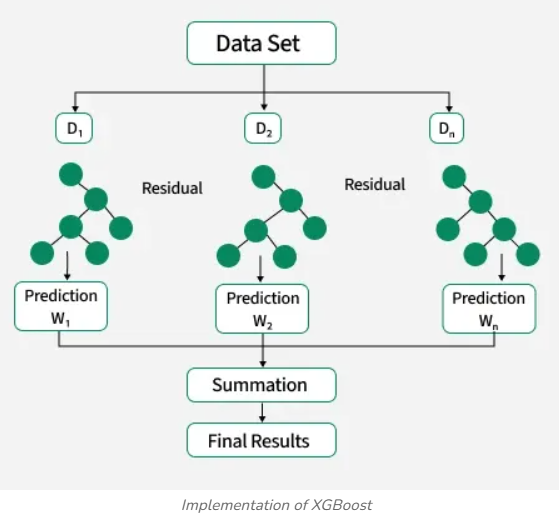 Data Set
D₁
D₂
Dₙ
Residual
Residual
Prediction
W₁
Prediction
W₂
Prediction
Wₙ
Summation
Final Results
Implementation of XGBoost